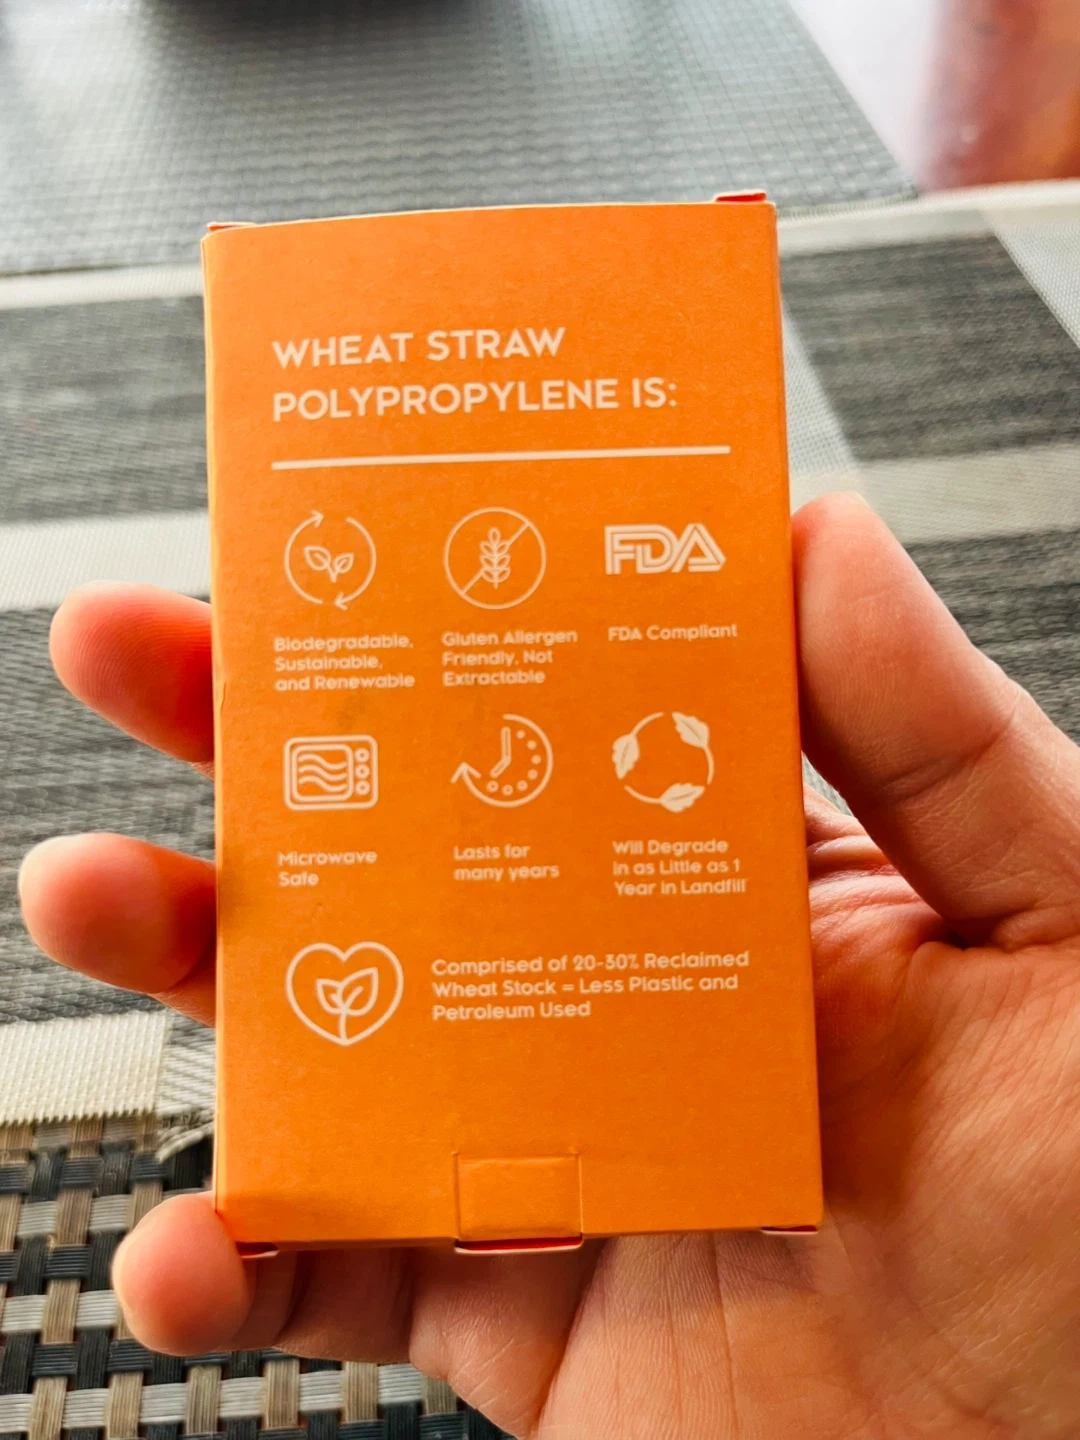 WHEAT STRAW
POLYPROPYLENE IS:
Biodegradable,
Sustainable,
and Renewable
Gluten Allergen
Friendly, Not
Extractable
FDA
FDA Compliant
Microwave
Safe
Lasts for
many years
Will Degrade
in as Little as 1
Year in Landfill
Comprised of 20-30% Reclaimed
Wheat Stock = Less Plastic and
Petroleum Used